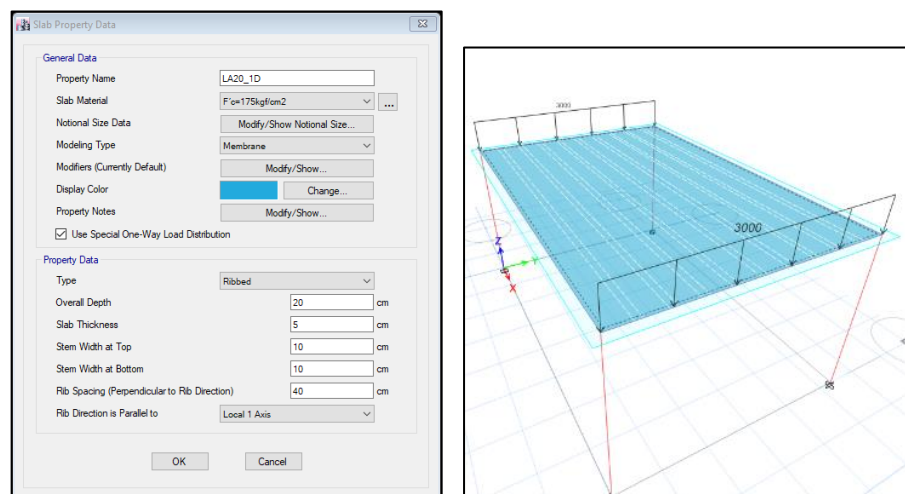 Slab Property Data
General Data
Property Name LA20_1D
Slab Material F'c=175kgf/cm2 ...
Notional Size Data Modify/Show Notional Size...
Modeling Type Membrane
Modifiers (Currently Default) Modify/Show...
Display Color Change...
Property Notes Modify/Show...
Use Special One-Way Load Distribution
Property Data
Type Ribbed
Overall Depth 20 cm
Slab Thickness 5 cm
Stem Width at Top 10 cm
Stem Width at Bottom 10 cm
Rib Spacing (Perpendicular to Rib Direction) 40 cm
Rib Direction is Parallel to Local 1 Axis
OK Cancel
3000
3000
Z
Y
X